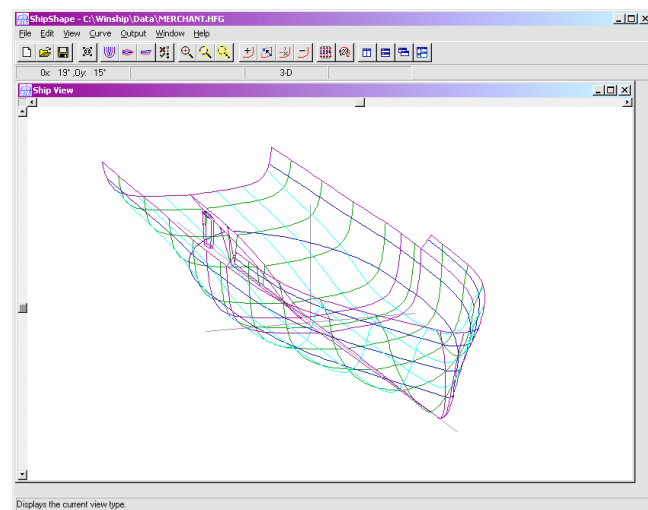 ShipShape - C:\Winship\Data\MERCHANT.HFG
File Edit View Curve Output Window Help
0x: 19° ,0y: 15°
3-D
Ship View
Displays the current view type.